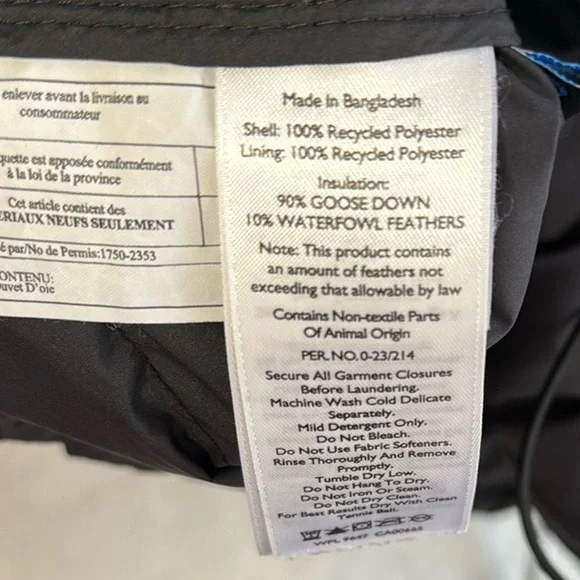 enlever avant la livraison au
consommateur
quette est apposée conformément
à la loi de la province
Cet article contient des
ÉRIAUX NEUFS SEULEMENT
é par/No de Permis:1750-2353
CONTENU:
uvet D'oie
Made In Bangladesh
Shell: 100% Recycled Polyester
Lining: 100% Recycled Polyester
Insulation:
90% GOOSE DOWN
10% WATERFOWL FEATHERS
Note: This product contains
an amount of feathers not
exceeding that allowable by law
Contains Non-textile Parts
Of Animal Origin
PER NO. 0-23/214
Secure All Garment Closures
Before Laundering.
Machine Wash Cold Delicate
Separately.
Mild Detergent Only.
Do Not Bleach.
Do Not Use Fabric Softeners.
Rinse Thoroughly And Remove
Promptly.
Tumble Dry Low.
Do Not Hang To Dry.
Do Not Iron Or Steam.
Do Not Dry Clean.
For Best Results Dry With Clean
Tennis Ball.
WPL 9647 CA00665